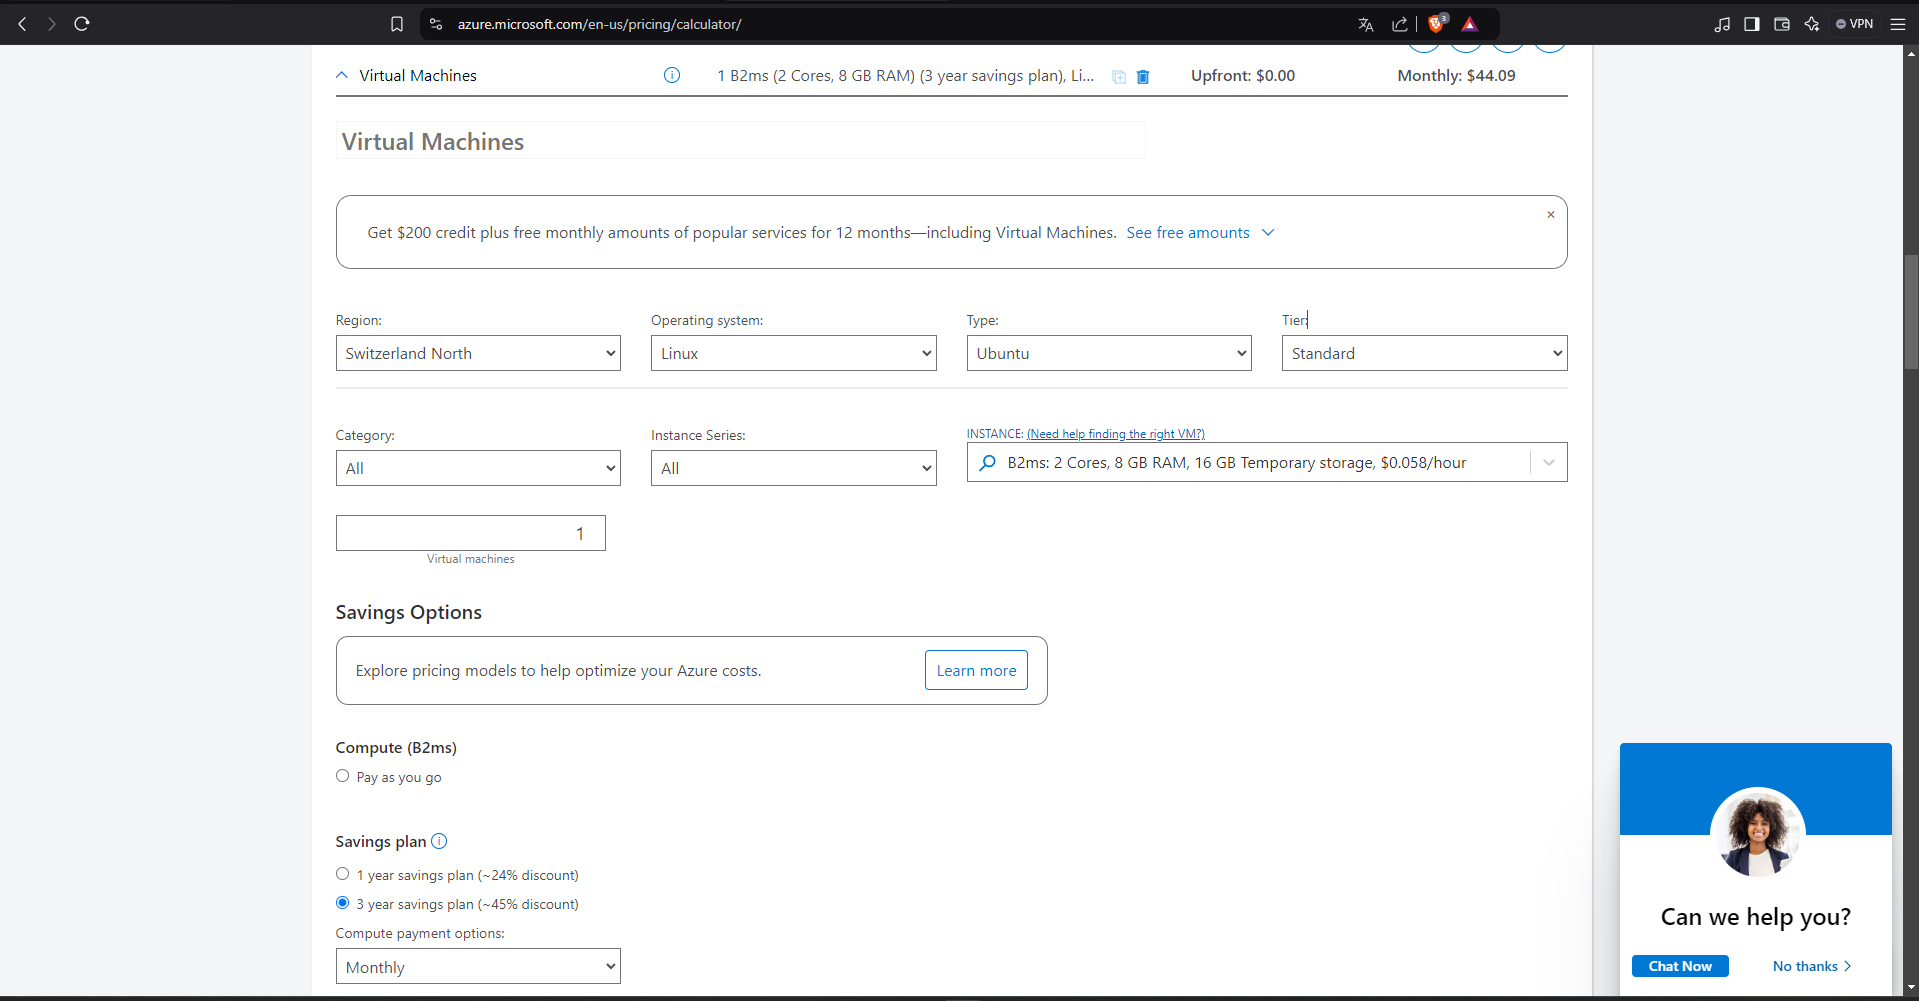 azure.microsoft.com/en-us/pricing/calculator/
3
VPN
Virtual Machines
1 B2ms (2 Cores, 8 GB RAM) (3 year savings plan), Li...
Upfront: $0.00
Monthly: $44.09
Virtual Machines
Get $200 credit plus free monthly amounts of popular services for 12 months—including Virtual Machines. See free amounts
Region:
Operating system:
Type:
Tier:
Switzerland North
Linux
Ubuntu
Standard
Category:
Instance Series:
INSTANCE: (Need help finding the right VM?)
All
All
B2ms: 2 Cores, 8 GB RAM, 16 GB Temporary storage, $0.058/hour
1
Virtual machines
Savings Options
Explore pricing models to help optimize your Azure costs.
Learn more
Compute (B2ms)
Pay as you go
Savings plan
1 year savings plan (~24% discount)
3 year savings plan (~45% discount)
Compute payment options:
Monthly
Can we help you?
Chat Now
No thanks